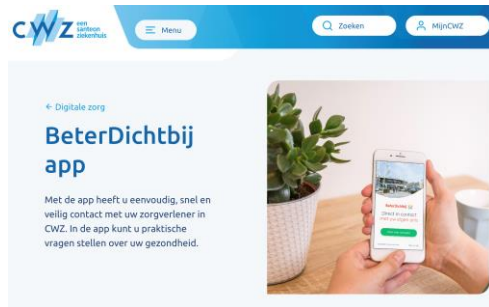 CWZ een
santeon
ziekenhuis
Menu
Zoeken
MijnCWZ
← Digitale zorg
BeterDichtbij
app
Met de app heeft u eenvoudig, snel en
veilig contact met uw zorgverlener in
CWZ. In de app kunt u praktische
vragen stellen over uw gezondheid.
Direct in contact